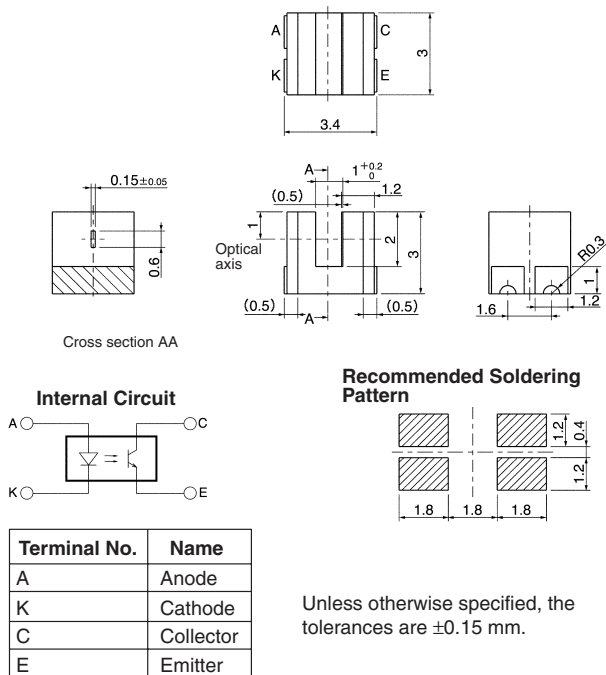 A C
K E
3
3.4
0.15±0.05
0.6
Cross section AA
A
1 +0.2 0
(0.5)
1.2
1
Optical
axis
2
3
(0.5) (0.5)
A
R0.3
1
1.6
1.2
Internal Circuit
A C
K E
Recommended Soldering
Pattern
1.2
0.4
1.2
1.8 1.8 1.8
Terminal No. Name
A Anode
K Cathode
C Collector
E Emitter
Unless otherwise specified, the
tolerances are ±0.15 mm.